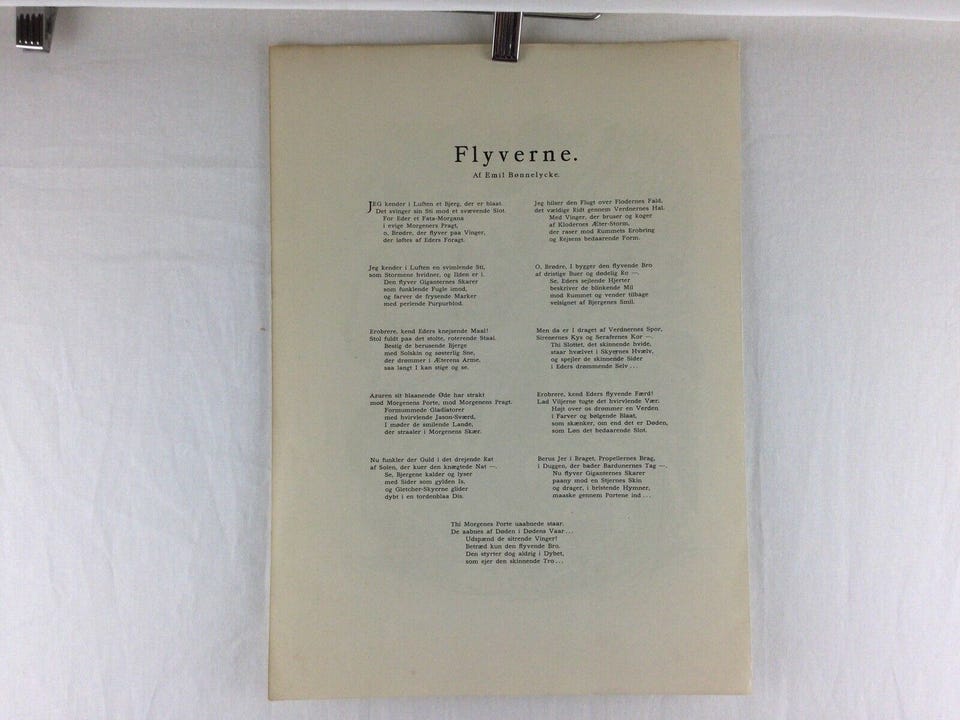 Flyverne.
Af Emil Bønnelycke.
JEG kender i Luften et Bjerg, der er blaat.
Det svinger sin Sti mod et svævende Slot.
For Eder et Fata-Morgana
i evige Morgeners Pragt,
o, Brødre, der flyver paa Vinger,
der løftes af Eders Foragt.
Jeg kender i Luften en svimlende Sti,
som Stormene hvidner, og Ilden er i.
Den flyver Giganternes Skarer
som funklende Fugle imod,
og farver de frysende Marker
med perlende Purpurblod.
Erobrere, kend Eders knejsende Maal!
Stol fuldt paa det stolte, roterende Staal.
Bestig de berusende Bjerge
med Solskin og søsterlig Sne,
der drømmer i Æterens Arme,
saa langt I kan stige og se.
Azuren sit blaanende Øde har strakt
mod Morgenens Porte, mod Morgenens Pragt.
Formummede Gladiatorer
med hvirvlende Jason-Sværd,
I møder de smilende Lande,
der straaler i Morgenens Skær.
Nu funkler der Guld i det drejende Rat
af Solen, der kuer den knægtede Nat —.
Se, Bjergene kalder og lyser
med Sider som gylden Is,
og Gletcher-Skyerne glider
dybt i en tordenblaa Dis.
Jeg hilser den Flugt over Flodernes Fald,
det vældige Ridt gennem Verdnernes Hal.
Med Vinger, der bruser og koger
af Klodernes Æter-Storm,
der raser mod Rummets Erobring
og Rejsens bedaarende Form.
O, Brødre, I bygger den flyvende Bro
af dristige Buer og dødelig Ro —.
Se, Eders sejlende Hjerter
beskriver de blinkende Mil
mod Rummet og vender tilbage
velsignet af Bjergenes Smil.
Men da er I draget af Verdnernes Spor,
Sirenernes Kys og Serafernes Kor —.
Thi Slottet, det skinnende hvide,
staar hvælvet i Skyernes Hvælv,
og spejler de skinnende Sider
i Eders drømmende Selv . . .
Erobrere, kend Eders flyvende Færd!
Lad Viljerne tugte det hvirvlende Vær.
Højt over os drømmer en Verden
i Farver og bølgende Blaat,
som skænker, om end det er Døden,
som Løn det bedaarende Slot.
Berus Jer i Braget, Propellernes Brag,
i Duggen, der bader Bardunernes Tag —.
Nu flyver Giganternes Skarer
paany mod en Stjernes Skin
og drager, i bristende Hymner,
maaske gennem Portene ind . . .
Thi Morgenes Porte uaabnede staar.
De aabnes af Døden i Dødens Vaar . . .
Udspænd de sitrende Vinger!
Betræd kun den flyvende Bro.
Den styrter dog aldrig i Dybet,
som ejer den skinnende Tro . . .